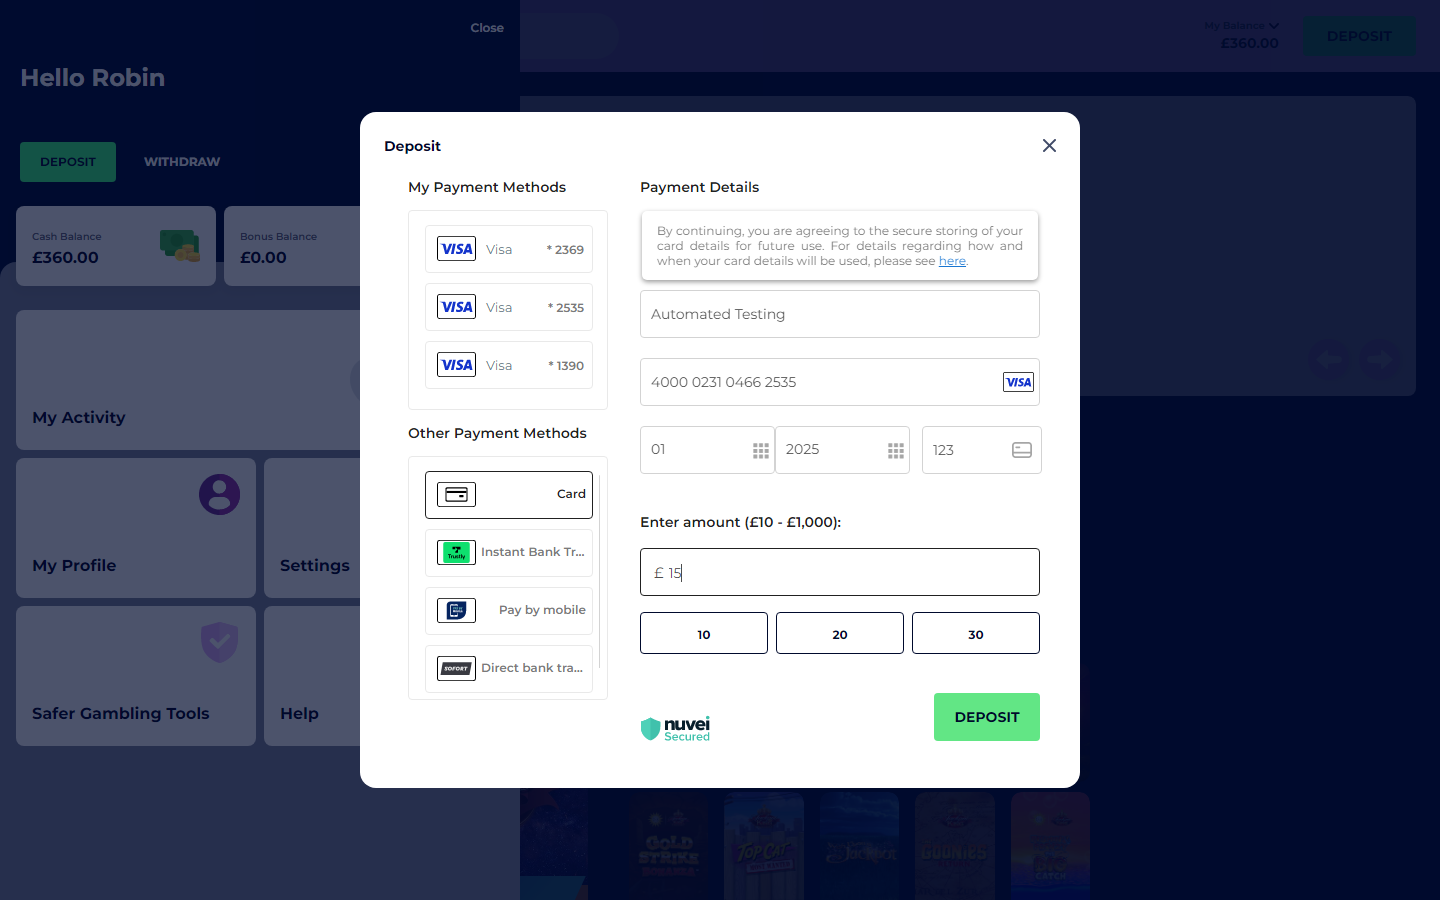 Close
My Balance
£360.00
DEPOSIT
Hello Robin
DEPOSIT
WITHDRAW
Cash Balance
£360.00
Bonus Balance
£0.00
My Activity
My Profile
Settings
Safer Gambling Tools
Help
Deposit
My Payment Methods
VISA Visa * 2369
VISA Visa * 2535
VISA Visa * 1390
Other Payment Methods
Card
Trustly Instant Bank Tr...
Pay by mobile
SOFORT Direct bank tra...
Payment Details
By continuing, you are agreeing to the secure storing of your
card details for future use. For details regarding how and
when your card details will be used, please see here.
Automated Testing
4000 0231 0466 2535 VISA
01
2025
123
Enter amount (£10 - £1,000):
£ 15
10
20
30
nuvei
Secured
DEPOSIT
GOLD
STRIKE
BONANZA
TOP CAT
GOONIES
CATCH